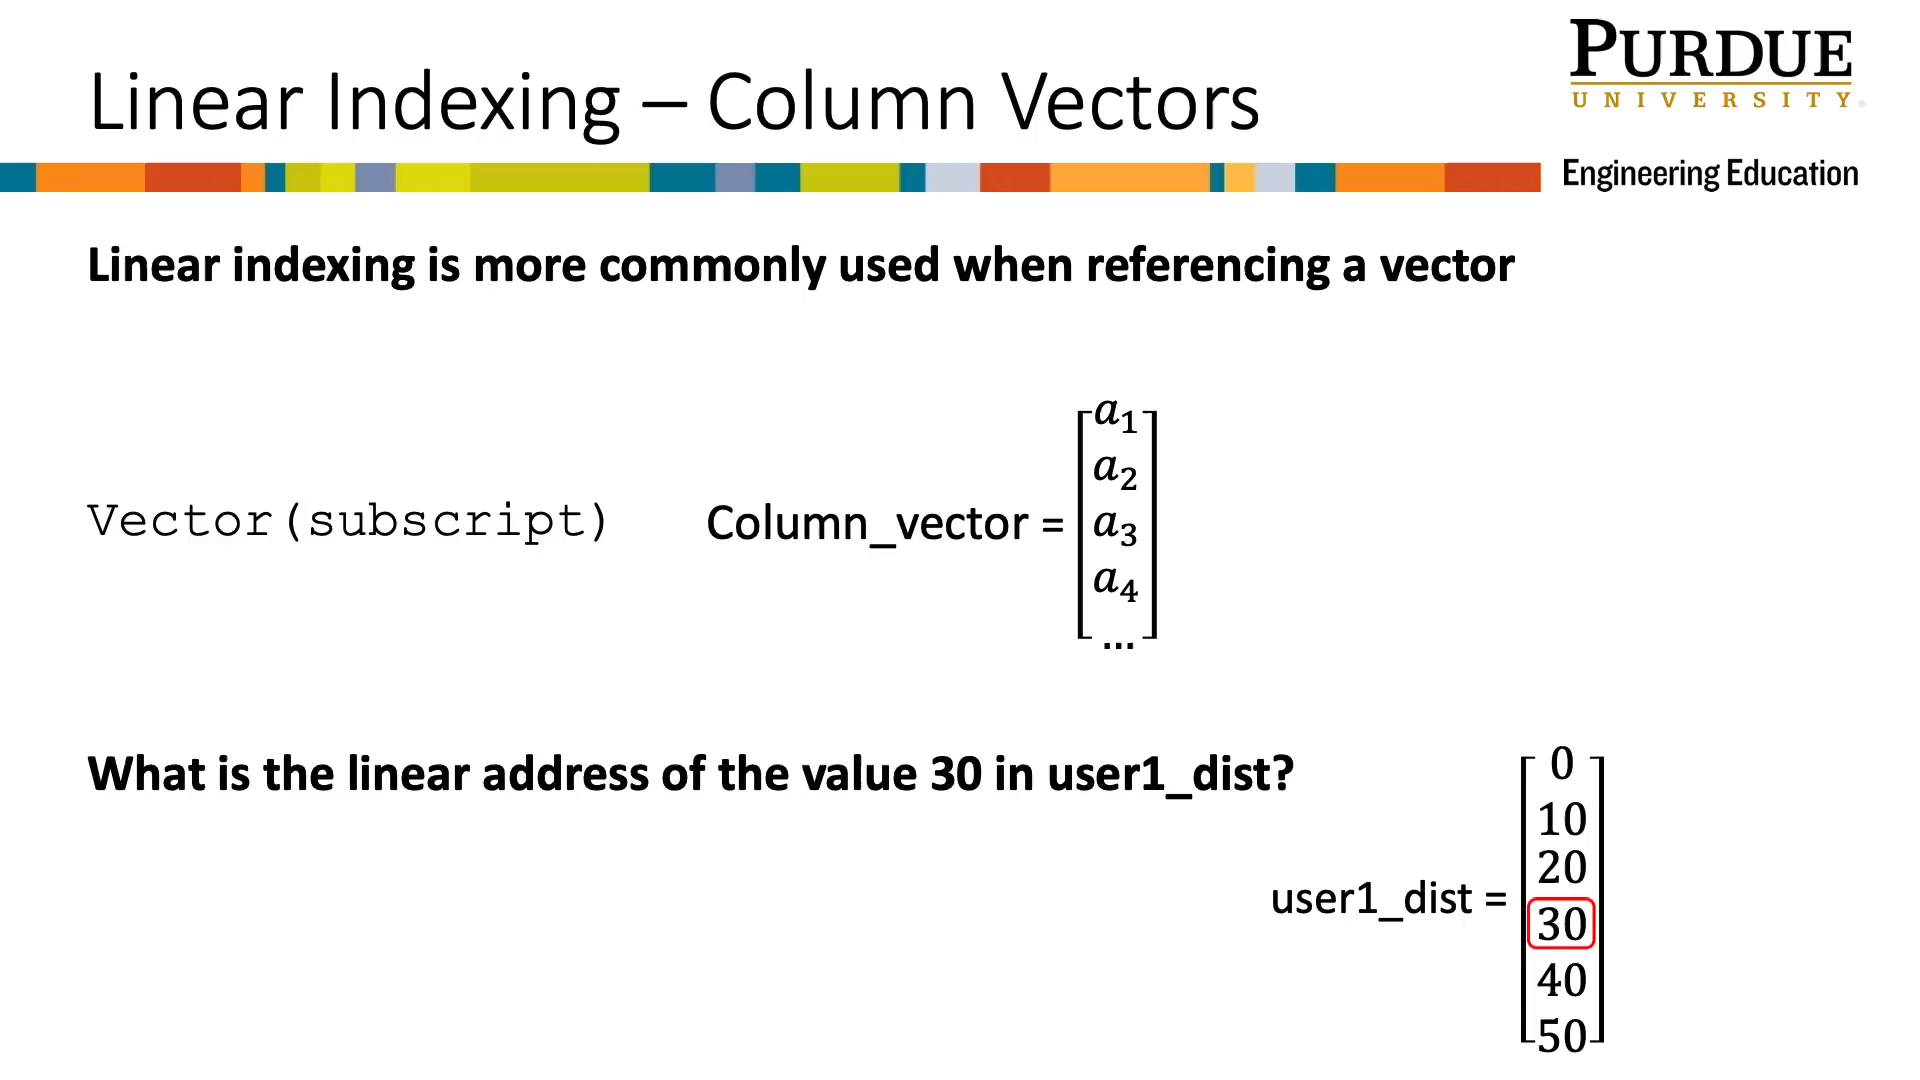 Linear Indexing – Column Vectors
PURDUE
UNIVERSITY®
Engineering Education
Linear indexing is more commonly used when referencing a vector
Vector(subscript)
Column_vector =
a₁
a₂
a₃
a₄
...
What is the linear address of the value 30 in user1_dist?
user1_dist =
0
10
20
30
40
50